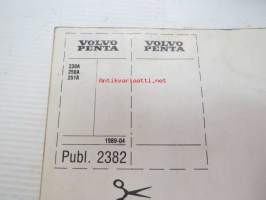 VOLVO PENTA
VOLVO PENTA
230A
250A
251A
1989-04
Publ. 2382
Antikvariaatti.net